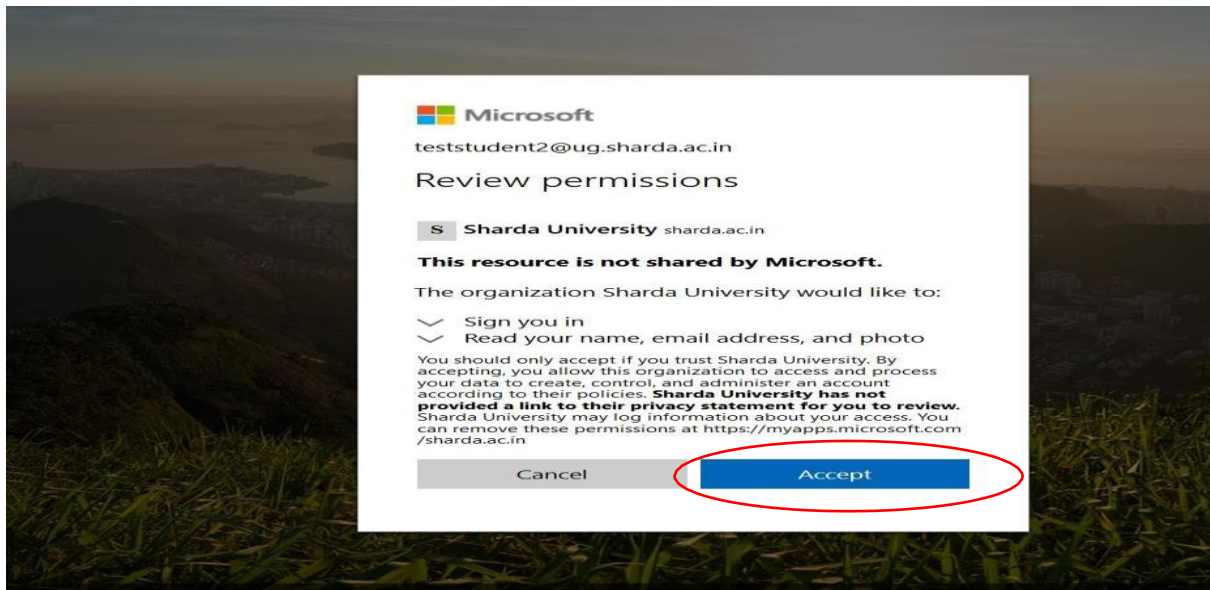 Microsoft
teststudent2@ug.sharda.ac.in
Review permissions
S Sharda University sharda.ac.in
This resource is not shared by Microsoft.
The organization Sharda University would like to:
Sign you in
Read your name, email address, and photo
You should only accept if you trust Sharda University. By
accepting, you allow this organization to access and process
your data to create, control, and administer an account
according to their policies. Sharda University has not
provided a link to their privacy statement for you to review.
Sharda University may log information about your access. You
can remove these permissions at https://myapps.microsoft.com
/sharda.ac.in
Cancel Accept